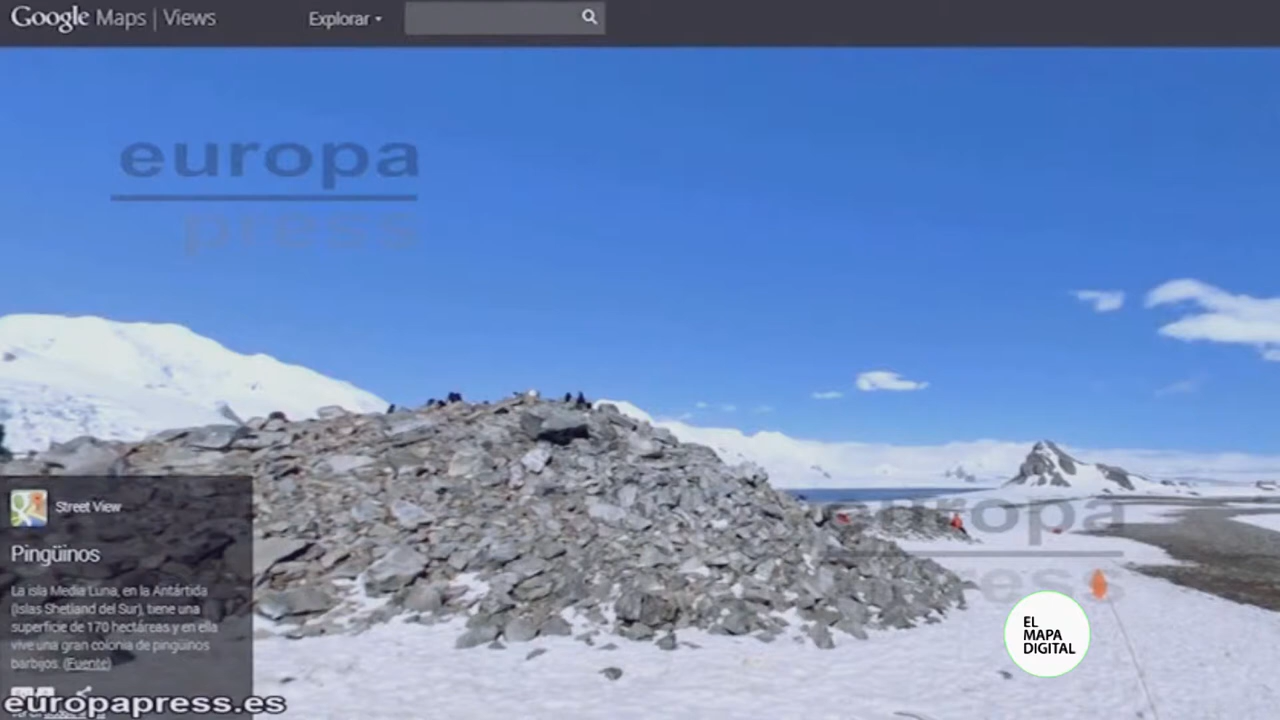 Google Maps | Views
Explorar
europa
press
Street View
Pingüinos
La isla Media Luna, en la Antártida
(Islas Shetland del Sur), tiene una
superficie de 170 hectáreas y en ella
vive una gran colonia de pingüinos
barbijos. (Fuente)
europa
press
EL
MAPA
DIGITAL
europapress.es